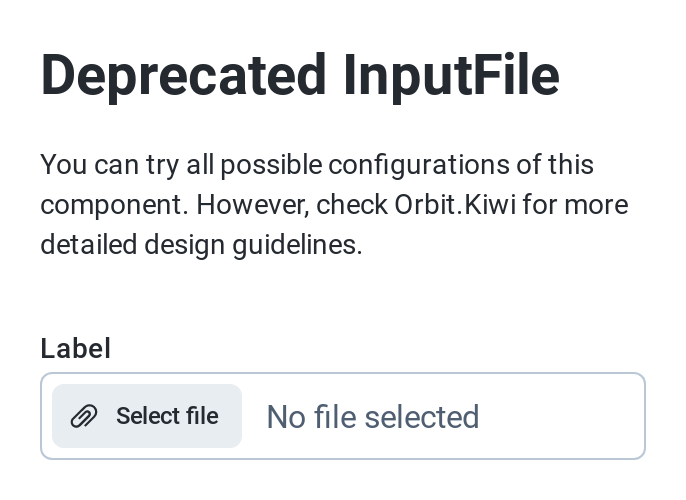 Deprecated InputFile
You can try all possible configurations of this
component. However, check Orbit.Kiwi for more
detailed design guidelines.
Label
Select file No file selected